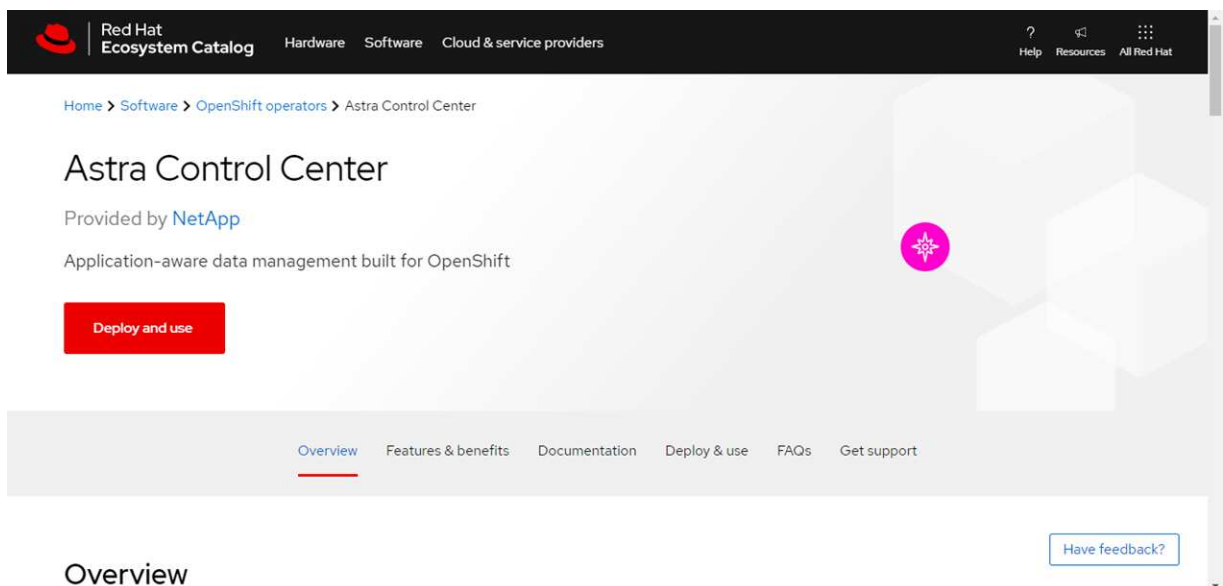 Red Hat
Ecosystem Catalog
Hardware Software Cloud & service providers
? Help Resources All Red Hat
Home > Software > OpenShift operators > Astra Control Center
Astra Control Center
Provided by NetApp
Application-aware data management built for OpenShift
Deploy and use
Overview Features & benefits Documentation Deploy & use FAQs Get support
Have feedback?
Overview